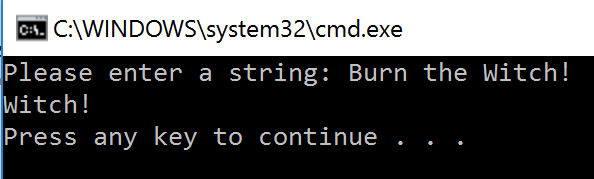 C:\WINDOWS\system32\cmd.exe
Please enter a string: Burn the Witch!
Witch!
Press any key to continue . . .